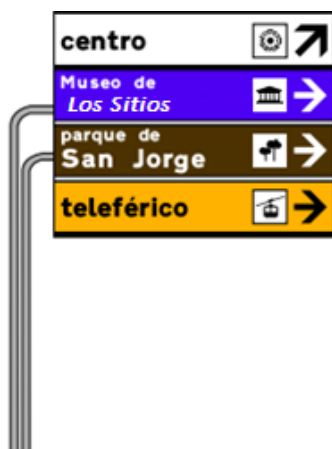 centro
Museo de
Los Sitios
parque de
San Jorge
teleférico